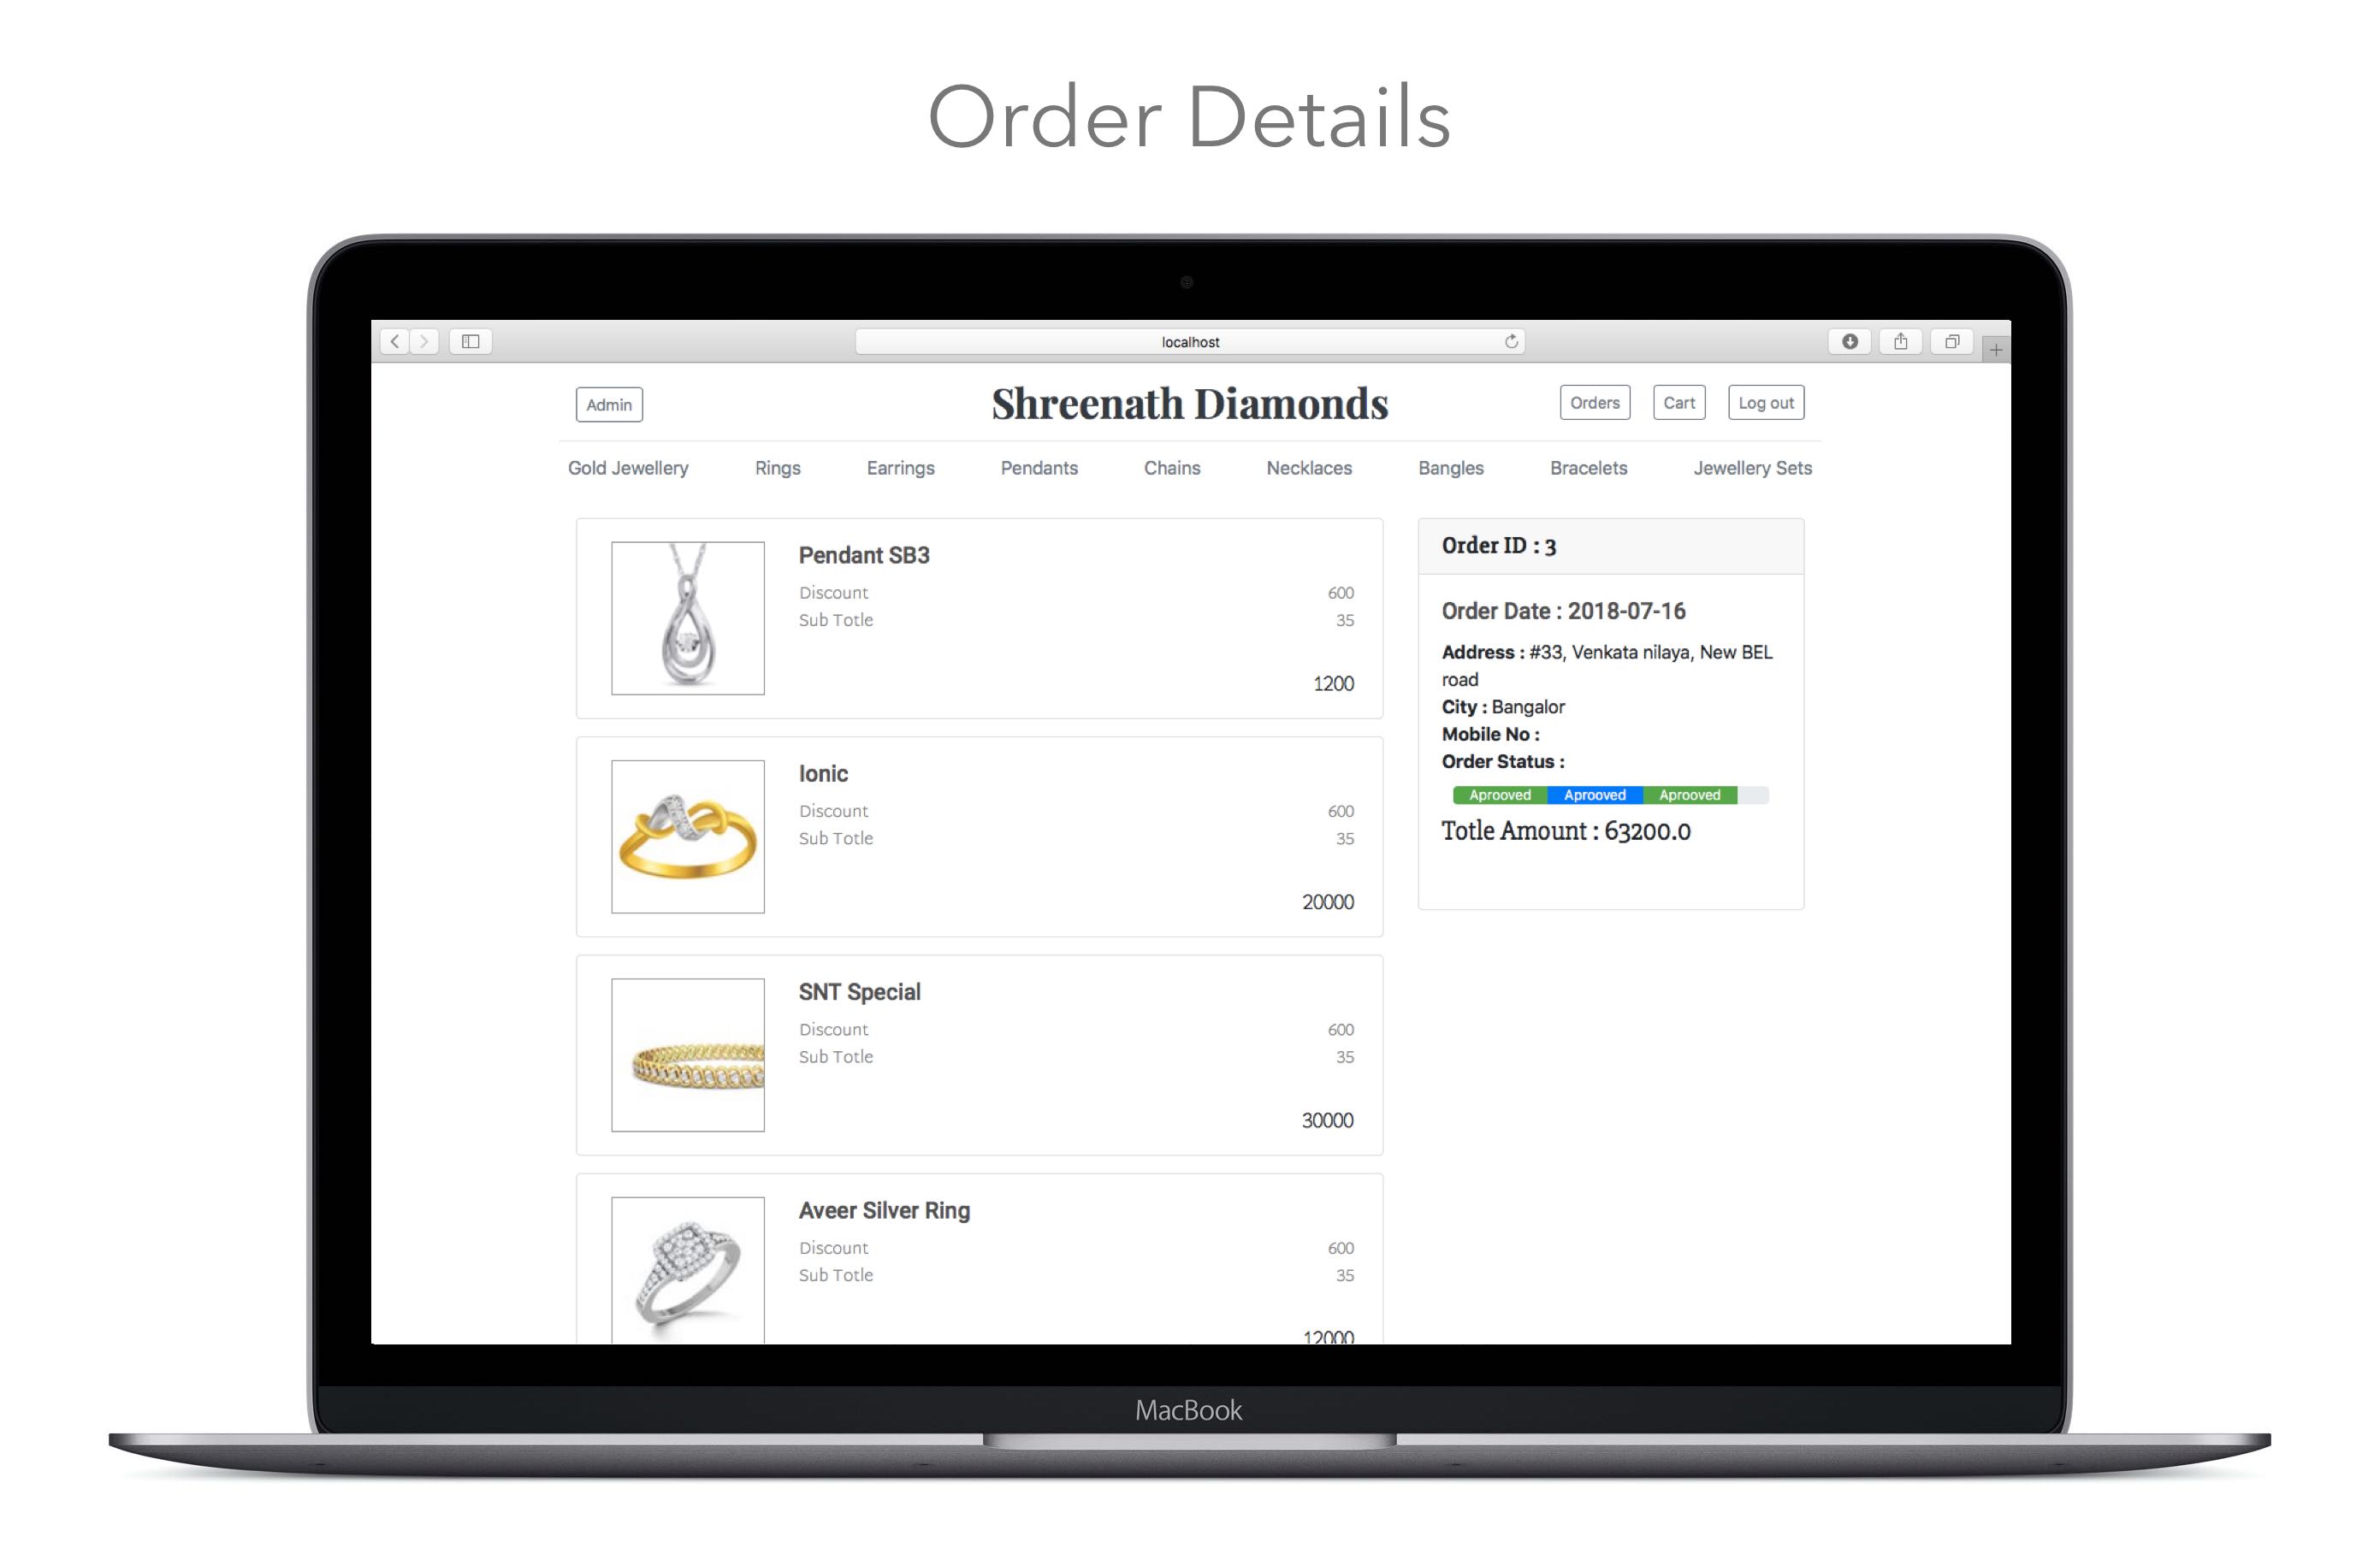 Order Details
localhost
Admin
Shreenath Diamonds
Orders
Cart
Log out
Gold Jewellery
Rings
Earrings
Pendants
Chains
Necklaces
Bangles
Bracelets
Jewellery Sets
Pendant SB3
Discount 600
Sub Totle 35
1200
Ionic
Discount 600
Sub Totle 35
20000
SNT Special
Discount 600
Sub Totle 35
30000
Aveer Silver Ring
Discount 600
Sub Totle 35
12000
Order ID : 3
Order Date : 2018-07-16
Address : #33, Venkata nilaya, New BEL
road
City : Bangalor
Mobile No :
Order Status :
Aprooved Aprooved Aprooved
Totle Amount : 63200.0
MacBook